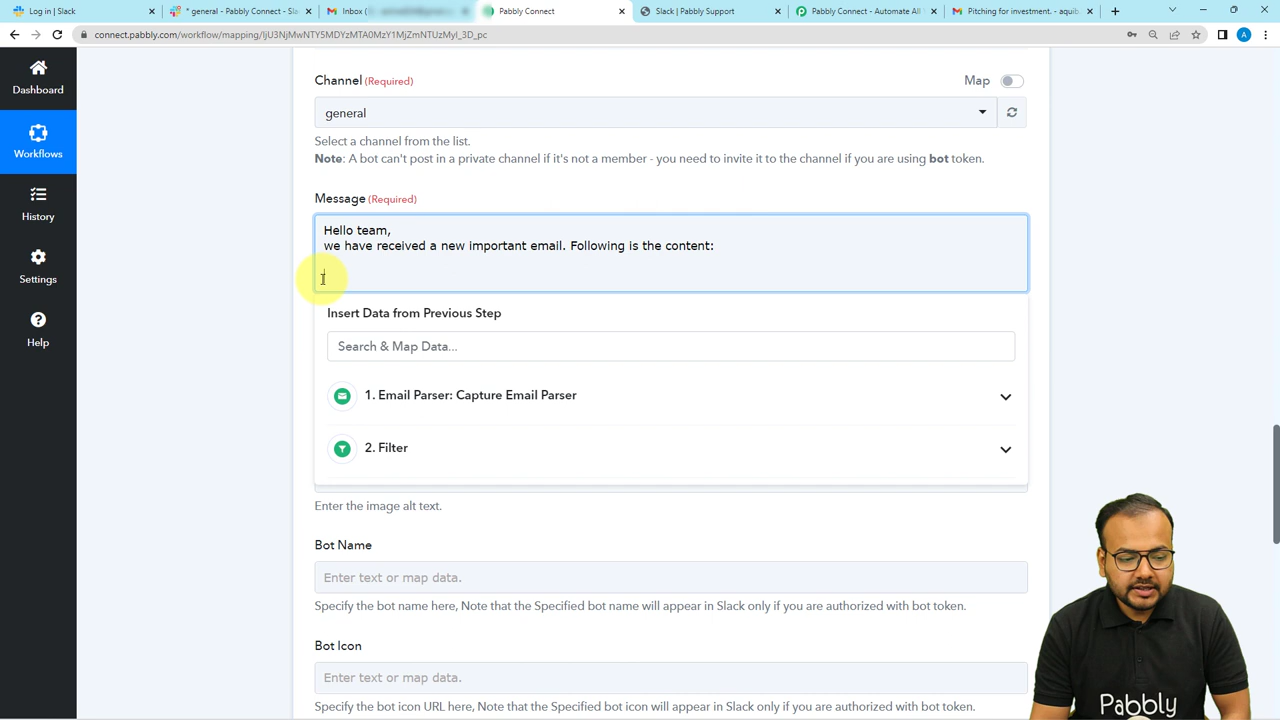 Log in | Slack
* general - Pabbly Connect - Sla
Inbox
Pabbly Connect
Slack | Pabbly Support
Pabbly Connect - Automate All
Pitching for investment. - aquib
connect.pabbly.com/workflow/mapping/
A
Dashboard
Workflows
History
Settings
Help
Channel (Required)
Map
general
Select a channel from the list.
Note: A bot can't post in a private channel if it's not a member - you need to invite it to the channel if you are using bot token.
Message (Required)
Hello team,
we have received a new important email. Following is the content:
Insert Data from Previous Step
Search & Map Data...
1. Email Parser: Capture Email Parser
2. Filter
Enter the image alt text.
Bot Name
Enter text or map data.
Specify the bot name here, Note that the Specified bot name will appear in Slack only if you are authorized with bot token.
Bot Icon
Enter text or map data.
Specify the bot icon URL here, Note that the Specified bot icon will appear in Slack only if you are authorized with bot token.
Pabbly